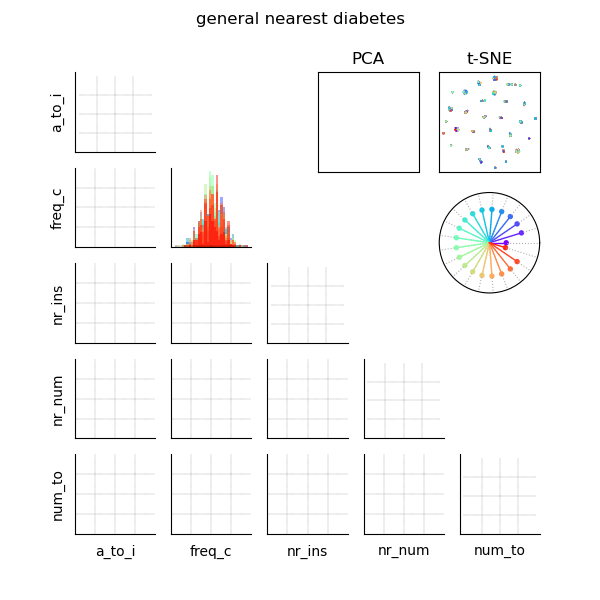 general nearest diabetes
PCA
t-SNE
a_to_i
freq_c
nr_ins
nr_num
num_to
a_to_i
freq_c
nr_ins
nr_num
num_to